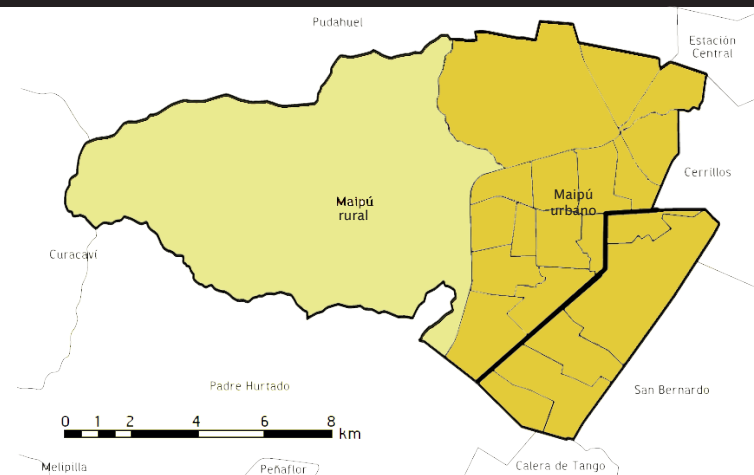 Pudahuel
Estación
Central
Cerrillos
Maipú
rural
Maipú
urbano
Curacaví
Padre Hurtado
San Bernardo
0 1 2 4 6 8
km
Melipilla
Peñaflor
Calera de Tango